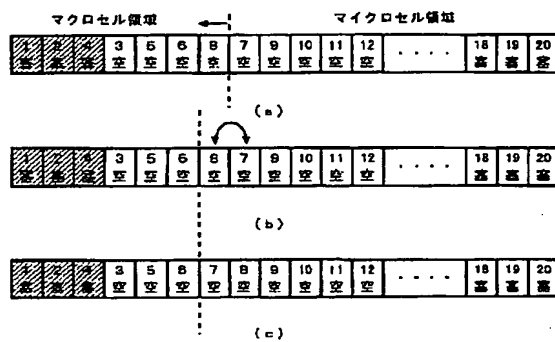 マクロセル領域 マイクロセル領域
1 2 4 3 5 6 8 7 9 10 11 12 ‥‥ 18 19 20
空 空 空 空 空 空 空 空 空
(a)
1 2 4 3 5 6 8 7 9 10 11 12 ‥‥ 18 19 20
空 空 空 空 空 空 空 空 空
(b)
1 2 4 3 5 6 7 8 9 10 11 12 ‥‥ 18 19 20
空 空 空 空 空 空 空 空 空
(c)